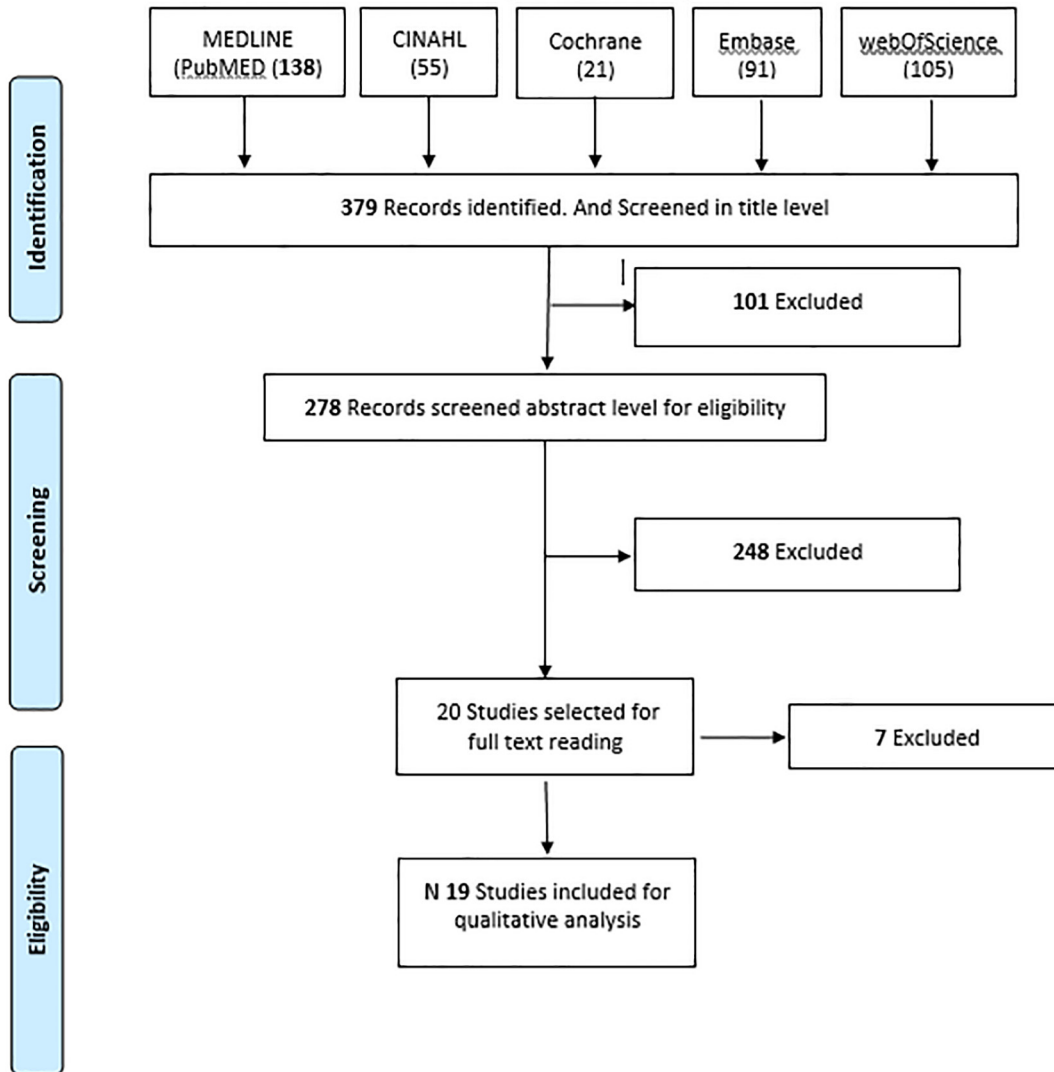 MEDLINE
(PubMED (138)
CINAHL
(55)
Cochrane
(21)
Embase
(91)
webOfScience
(105)
Identification
379 Records identified. And Screened in title level
101 Excluded
278 Records screened abstract level for eligibility
Screening
248 Excluded
20 Studies selected for
full text reading
7 Excluded
Eligibility
N 19 Studies included for
qualitative analysis